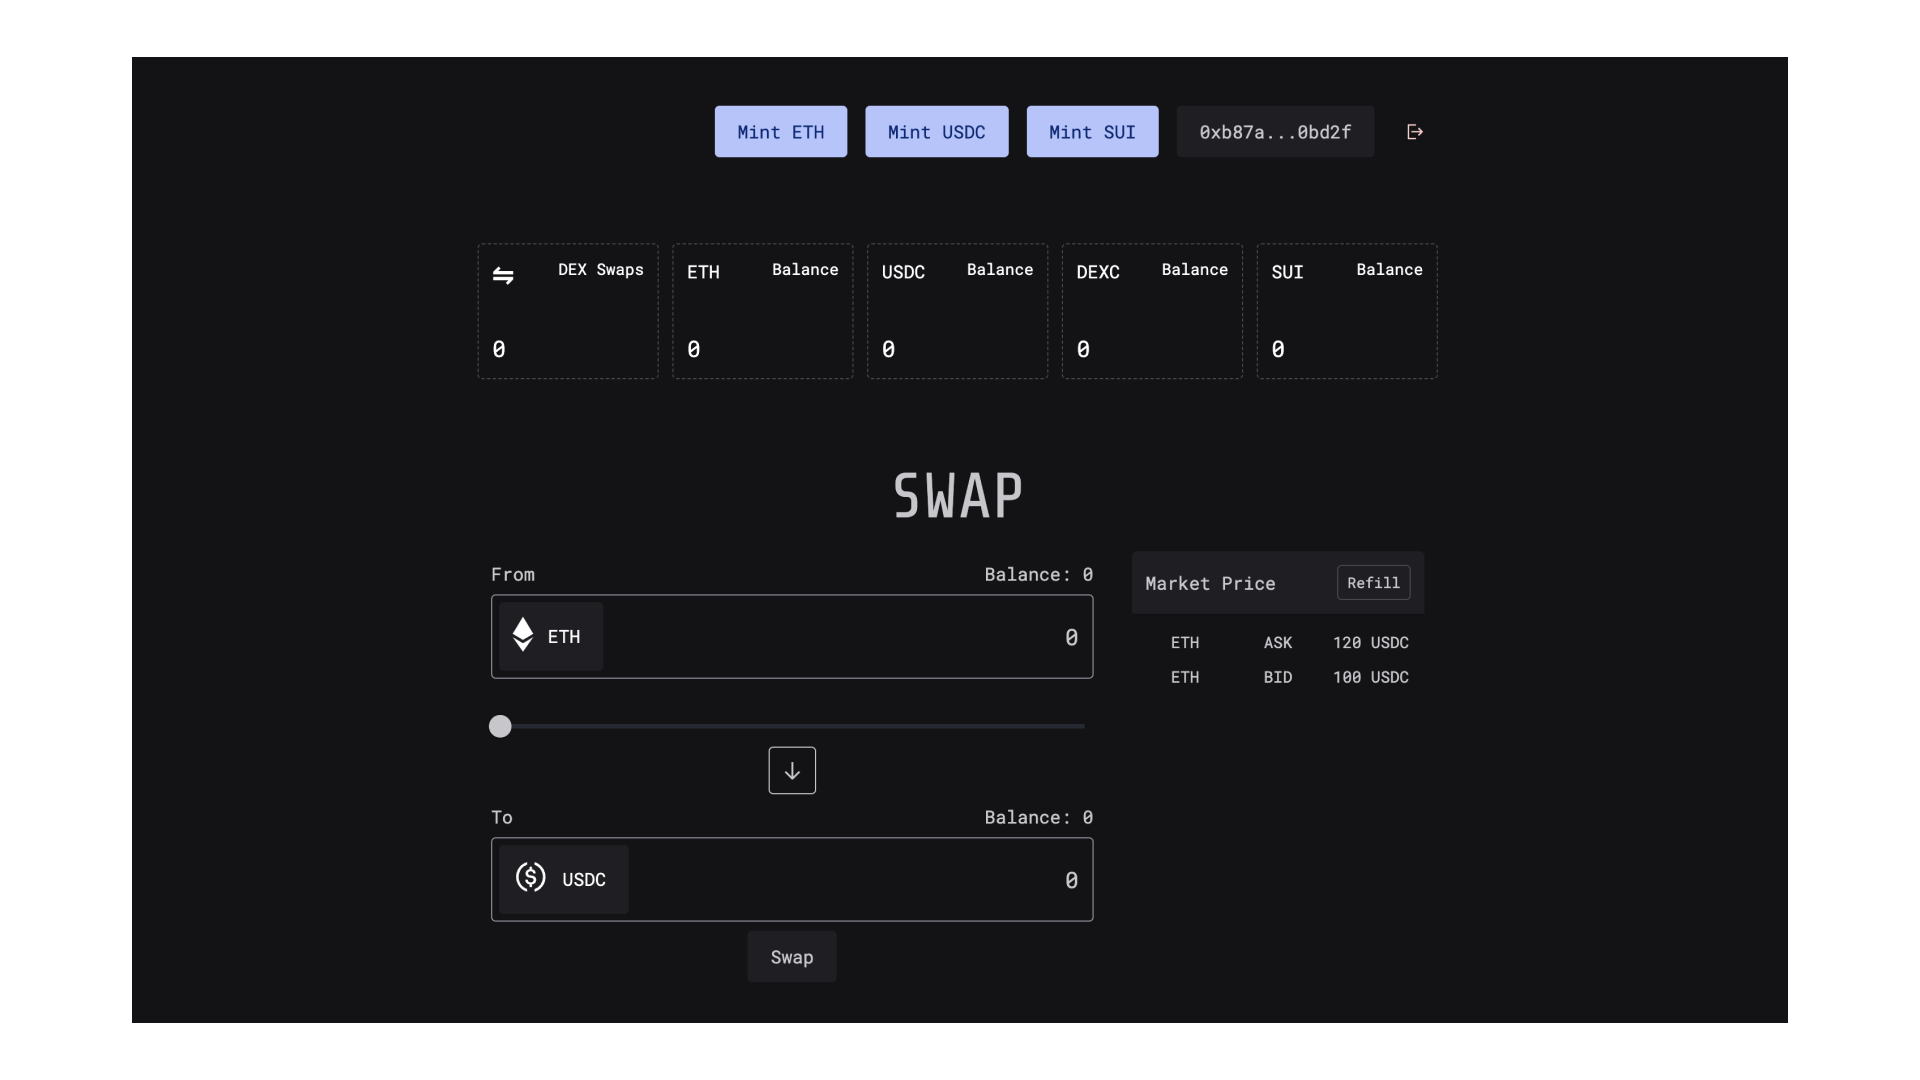 Mint ETH Mint USDC Mint SUI 0xb87a...0bd2f
DEX Swaps ETH Balance USDC Balance DEXC Balance SUI Balance
0 0 0 0 0
SWAP
From Balance: 0
ETH 0
To Balance: 0
USDC 0
Swap
Market Price Refill
ETH ASK 120 USDC
ETH BID 100 USDC